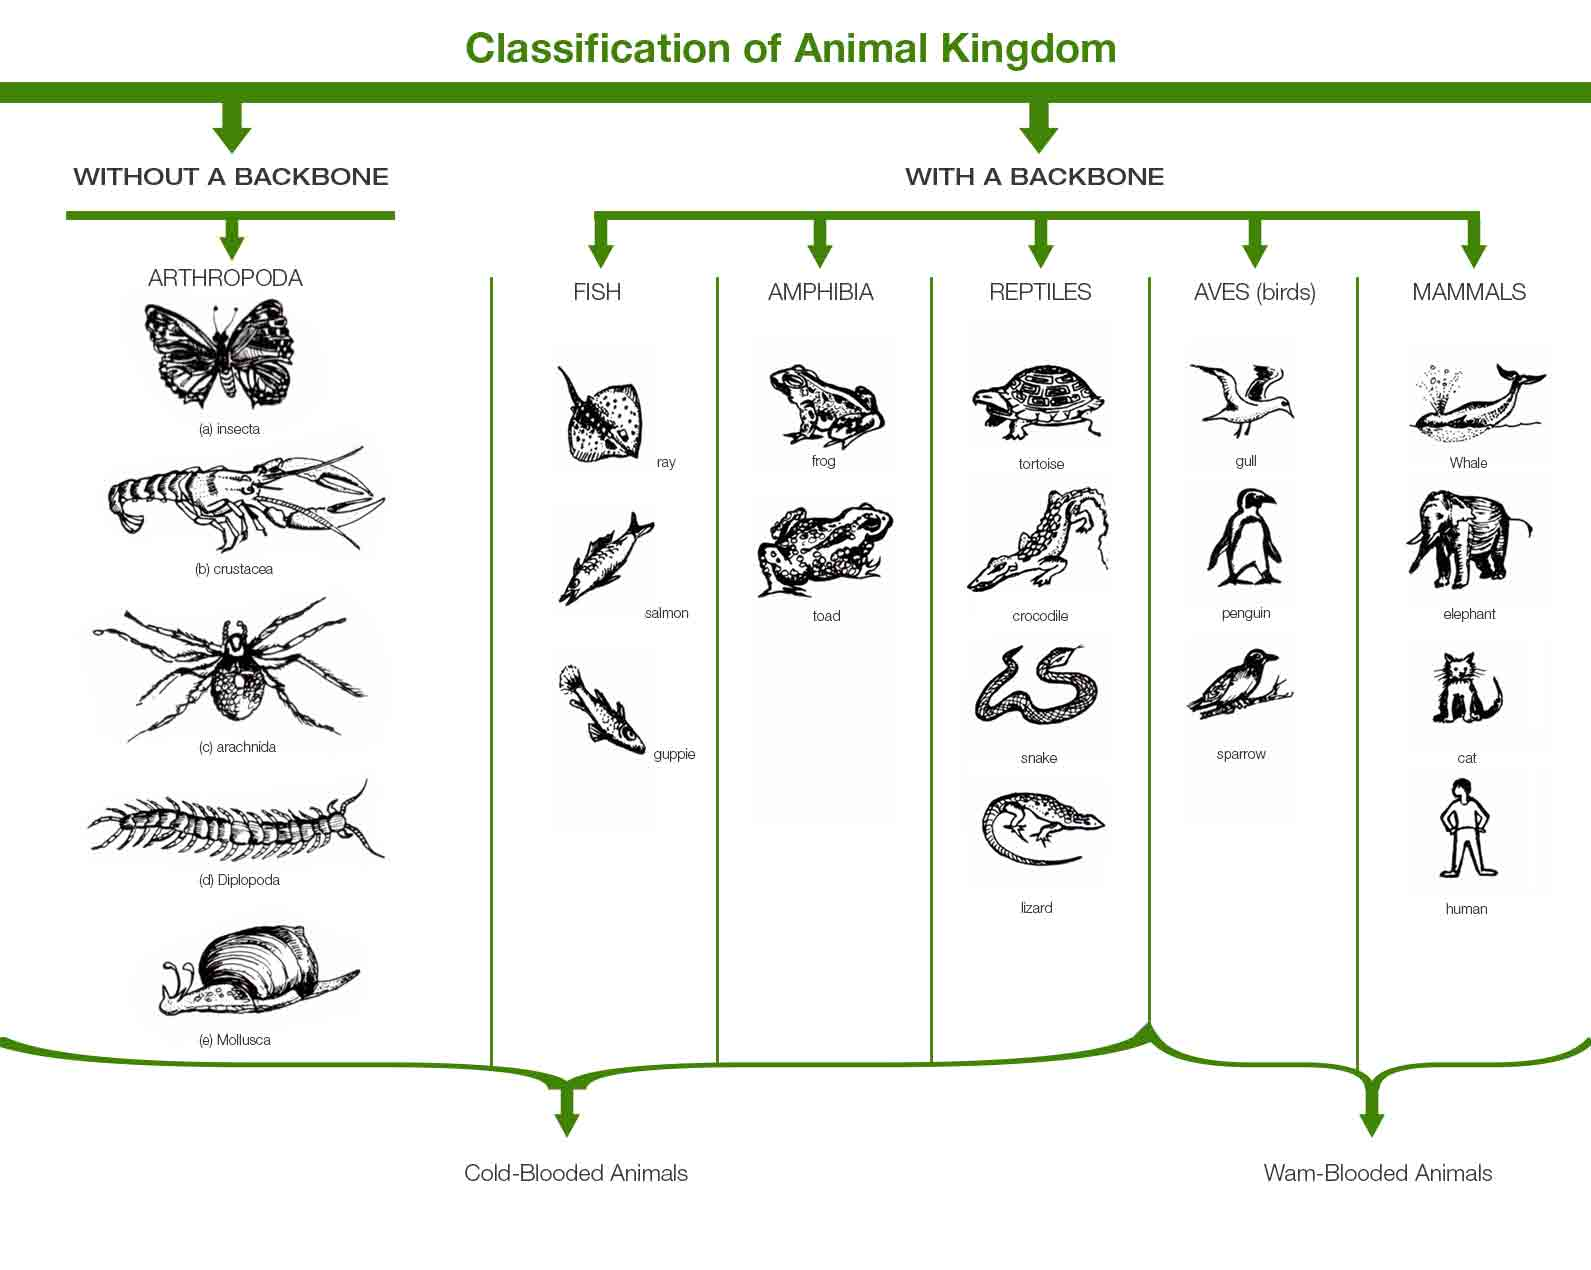 Classification of Animal Kingdom
WITHOUT A BACKBONE
WITH A BACKBONE
ARTHROPODA
(a) insecta
(b) crustacea
(c) arachnida
(d) Diplopoda
(e) Mollusca
FISH
ray
salmon
guppie
AMPHIBIA
frog
toad
REPTILES
tortoise
crocodile
snake
lizard
AVES (birds)
gull
penguin
sparrow
MAMMALS
Whale
elephant
cat
human
Cold-Blooded Animals
Wam-Blooded Animals